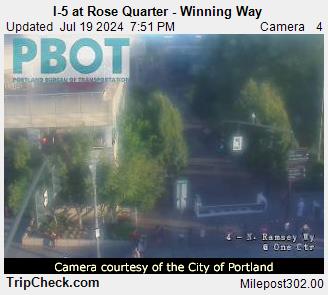 I-5 at Rose Quarter - Winning Way
Updated Jul 19 2024 7:51 PM Camera 4
PBOT
PORTLAND BUREAU OF TRANSPORTATION
4 - N. Ramsey Wy
@ One Ctr
Camera courtesy of the City of Portland
TripCheck.com Milepost302.00